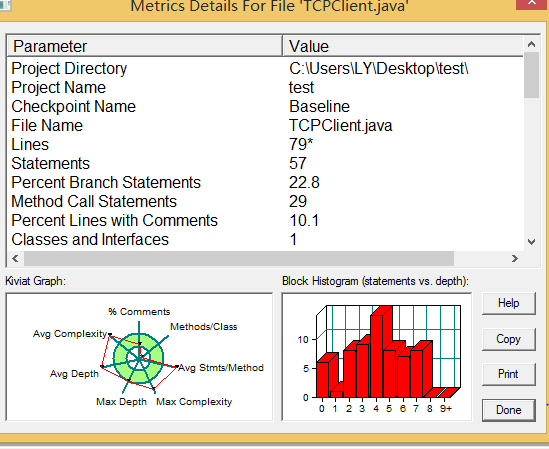 Metrics Details For File 'TCPClient.java'
Parameter Value
Project Directory C:\Users\LY\Desktop\test\
Project Name test
Checkpoint Name Baseline
File Name TCPClient.java
Lines 79*
Statements 57
Percent Branch Statements 22.8
Method Call Statements 29
Percent Lines with Comments 10.1
Classes and Interfaces 1
Kiviat Graph:
% Comments
Methods/Class
Avg Complexity
Avg Depth
Avg Stmts/Method
Max Depth
Max Complexity
Block Histogram (statements vs. depth):
10
5
0
0 1 2 3 4 5 6 7 8 9+
Help
Copy
Print
Done